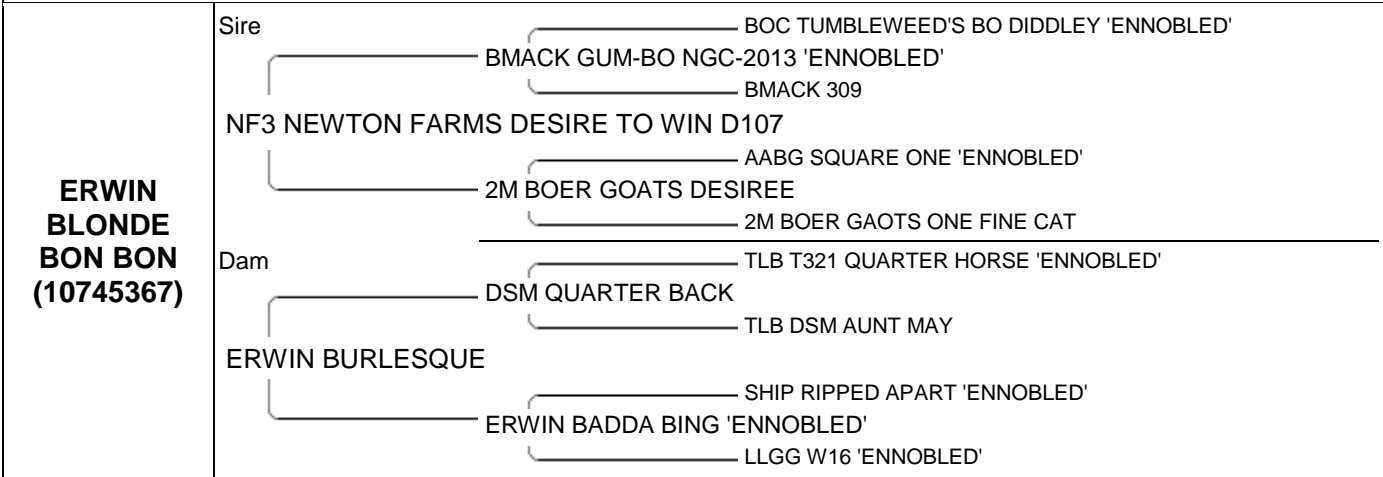 ERWIN
BLONDE
BON BON
(10745367)
Sire
BOC TUMBLEWEED'S BO DIDDLEY 'ENNOBLED'
BMACK GUM-BO NGC-2013 'ENNOBLED'
BMACK 309
NF3 NEWTON FARMS DESIRE TO WIN D107
AABG SQUARE ONE 'ENNOBLED'
2M BOER GOATS DESIREE
2M BOER GAOTS ONE FINE CAT
Dam
TLB T321 QUARTER HORSE 'ENNOBLED'
DSM QUARTER BACK
TLB DSM AUNT MAY
ERWIN BURLESQUE
SHIP RIPPED APART 'ENNOBLED'
ERWIN BADDA BING 'ENNOBLED'
LLGG W16 'ENNOBLED'